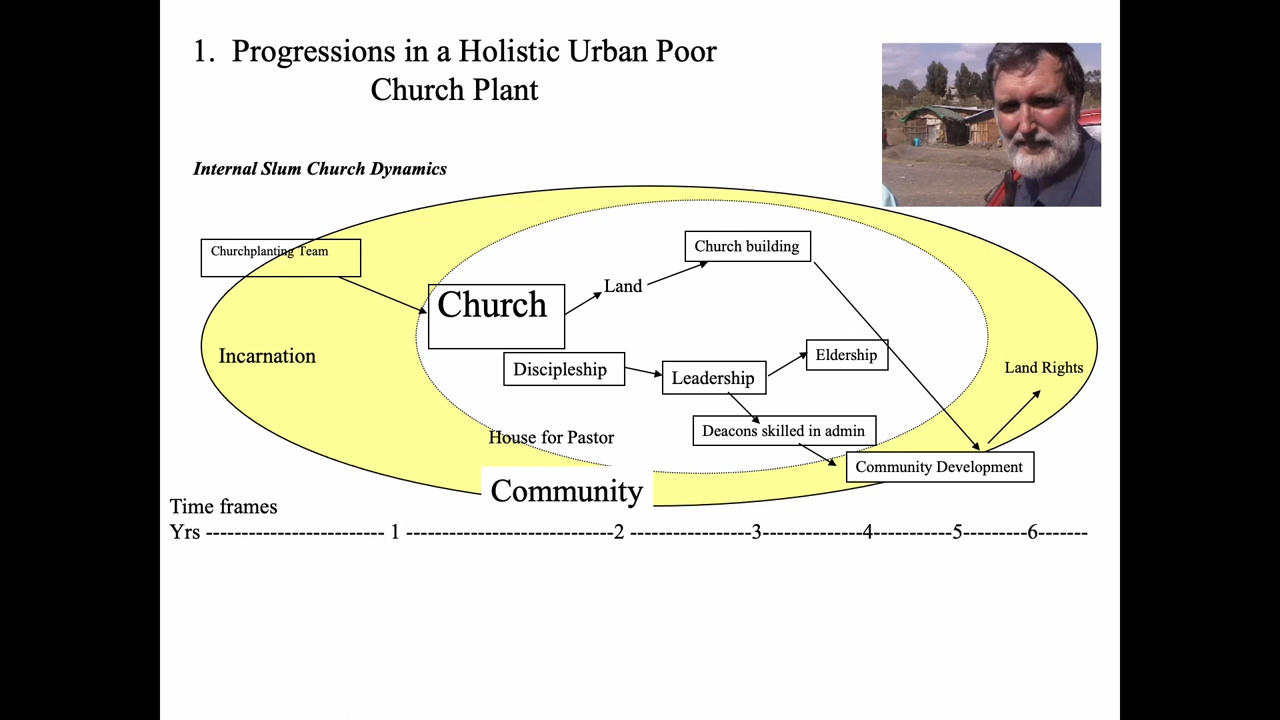 1. Progressions in a Holistic Urban Poor
Church Plant
Internal Slum Church Dynamics
Churchplanting Team
Church building
Land
Church
Incarnation
Discipleship
Leadership
Eldership
Land Rights
House for Pastor
Deacons skilled in admin
Community Development
Community
Time frames
Yrs ------------------------- 1 -----------------------------2 -----------------3--------------4-----------5---------6-------